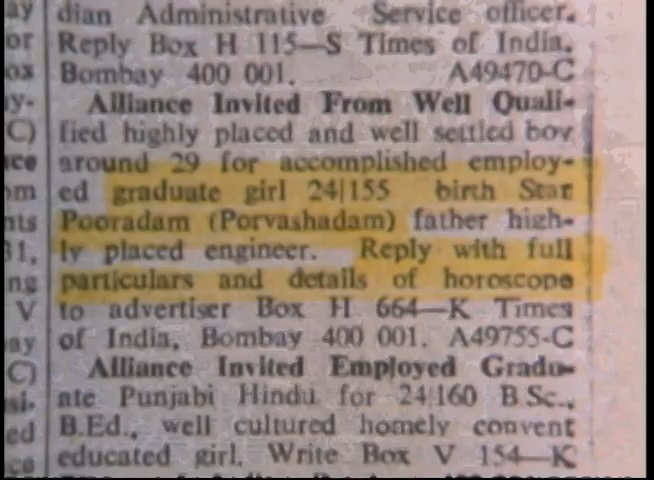 dian Administrative Service officer.
Reply Box H 115—S Times of India,
Bombay 400 001. A49470-C
Alliance Invited From Well Quali-
fied highly placed and well settled boy
around 29 for accomplished employ-
ed graduate girl 24|155 birth Star
Pooradam (Porvashadam) father high-
ly placed engineer. Reply with full
particulars and details of horoscope
to advertiser Box H 664—K Times
of India, Bombay 400 001. A49755-C
Alliance Invited Employed Gradu-
ate Punjabi Hindu for 24|160 B.Sc.,
B.Ed., well cultured homely convent
educated girl. Write Box V 154—K